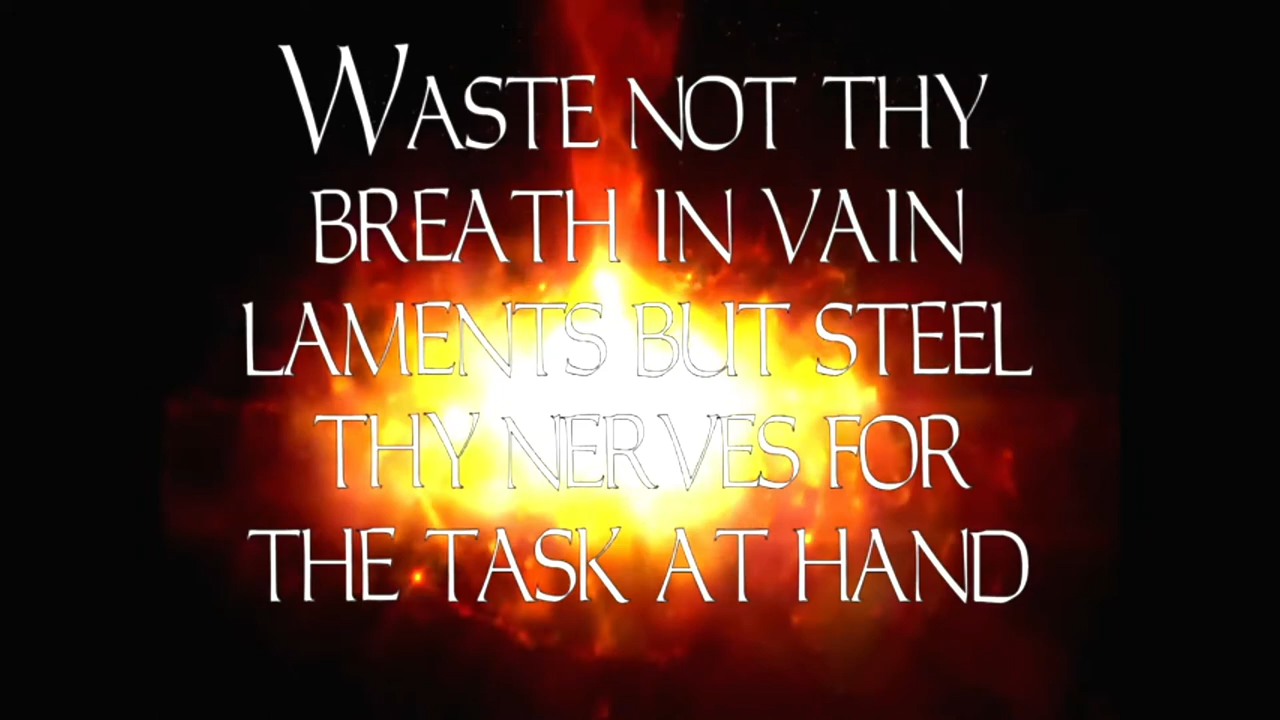 WASTE NOT THY
BREATH IN VAIN
LAMENTS BUT STEEL
THY NERVES FOR
THE TASK AT HAND